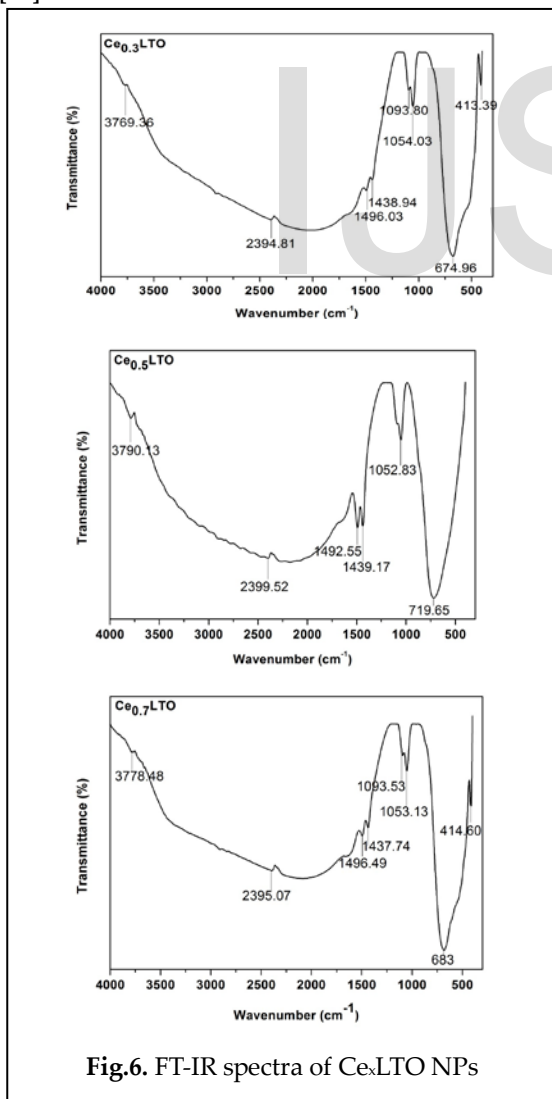 Ce0.3LTO
Transmittance (%)
3769.36
2394.81
1496.03
1438.94
1093.80
1054.03
674.96
413.39
4000 3500 3000 2500 2000 1500 1000 500
Wavenumber (cm-1)
Ce0.5LTO
Transmittance (%)
3790.13
2399.52
1492.55
1439.17
1052.83
719.65
4000 3500 3000 2500 2000 1500 1000 500
Wavenumber (cm-1)
Ce0.7LTO
Transmittance (%)
3778.48
2395.07
1496.49
1437.74
1093.53
1053.13
683
414.60
4000 3500 3000 2500 2000 1500 1000 500
Wavenumber (cm-1)
Fig.6. FT-IR spectra of CexLTO NPs